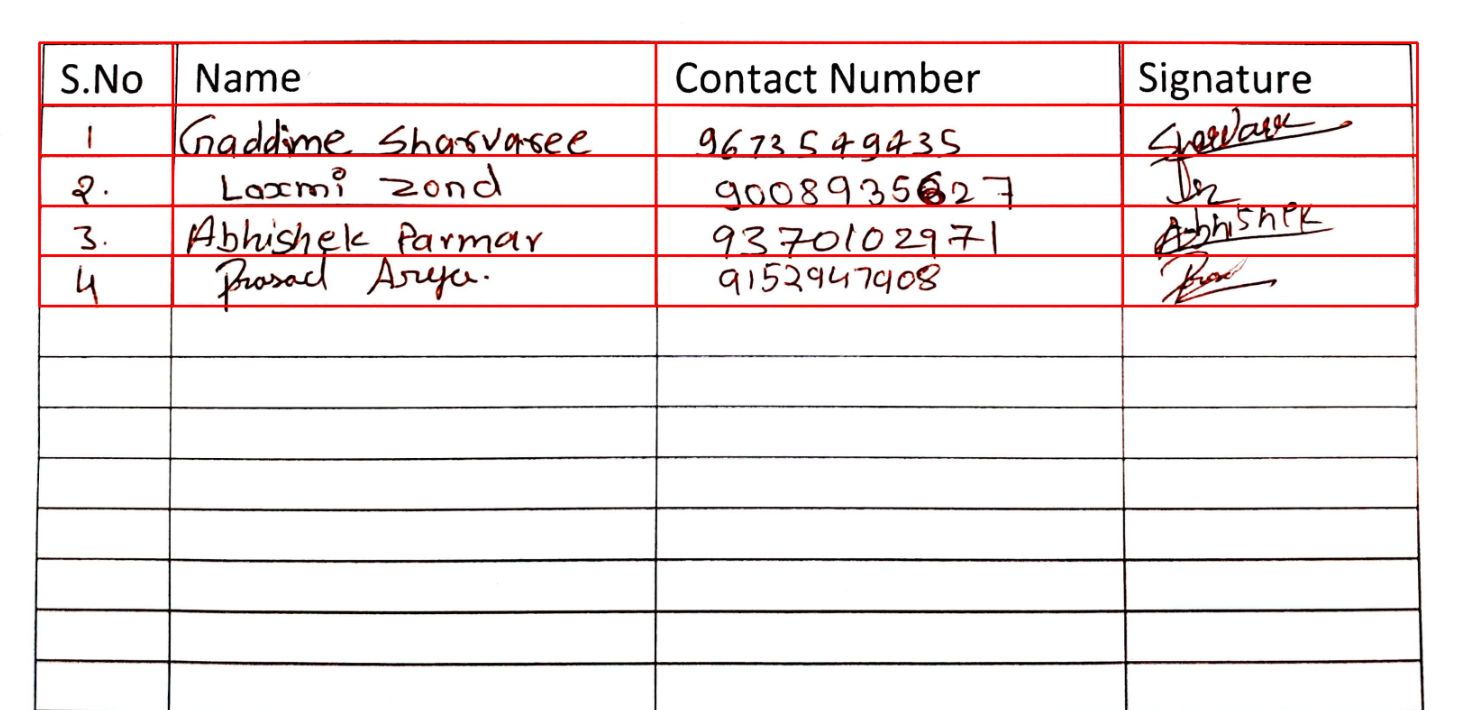 S.No Name Contact Number Signature
1 Gaddime Sharvaree 9673549435 Sharvaree
2. Laxmi Zond 9008935627
3. Abhishek Parmar 9370102971 Abhishek
4 Prasad Arya. 9152947908